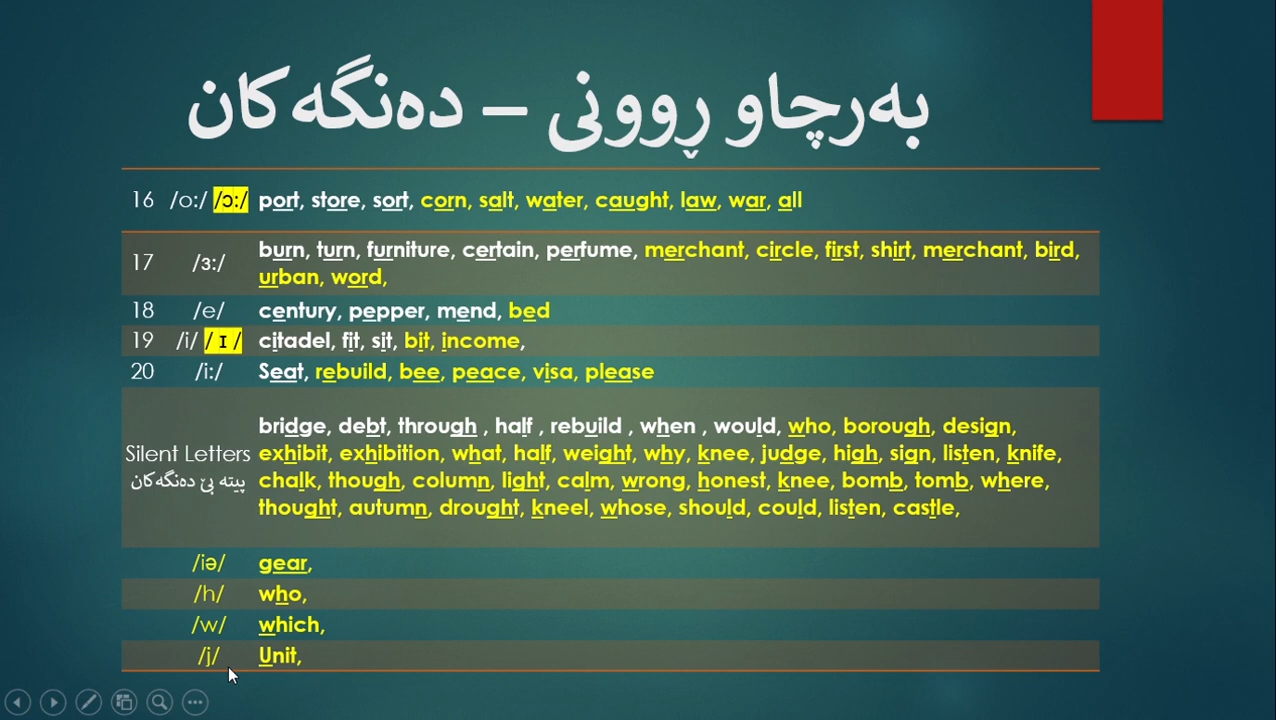 بەرچاو ڕوونی – دەنگەکان
16 /o:/ /ɔ:/ port, store, sort, corn, salt, water, caught, law, war, all
17 /ɜ:/ burn, turn, furniture, certain, perfume, merchant, circle, first, shirt, merchant, bird,
urban, word,
18 /e/ century, pepper, mend, bed
19 /i/ / ɪ / citadel, fit, sit, bit, income,
20 /i:/ Seat, rebuild, bee, peace, visa, please
Silent Letters
پیتە بێ دەنگەکان
bridge, debt, through , half , rebuild , when , would, who, borough, design,
exhibit, exhibition, what, half, weight, why, knee, judge, high, sign, listen, knife,
chalk, though, column, light, calm, wrong, honest, knee, bomb, tomb, where,
thought, autumn, drought, kneel, whose, should, could, listen, castle,
/iə/ gear,
/h/ who,
/w/ which,
/j/ Unit,